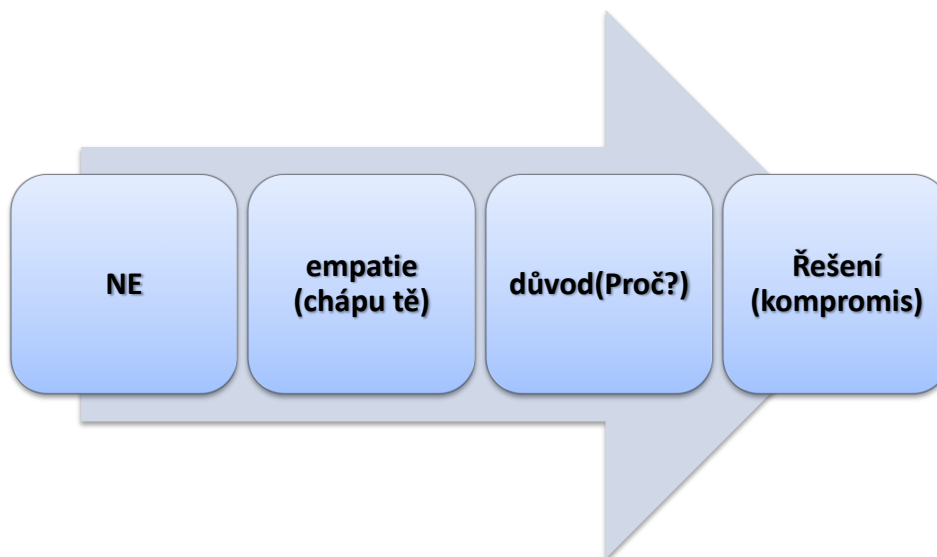 NE
empatie
(chápu tě)
důvod(Proč?)
Řešení
(kompromis)